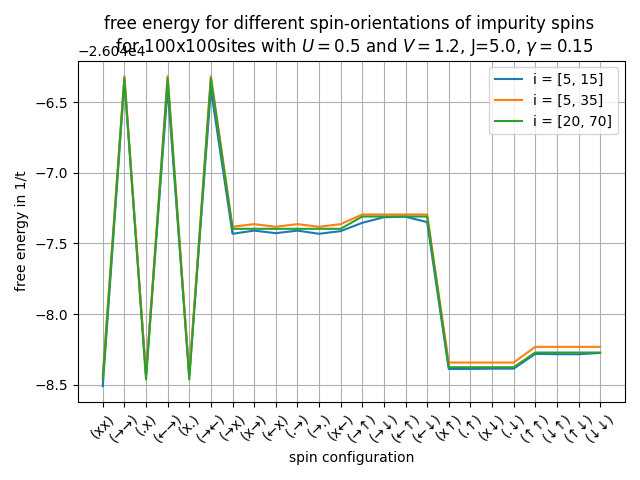 free energy for different spin-orientations of impurity spins
for 100x100sites with U = 0.5 and V = 1.2, J=5.0, γ = 0.15
−2.604e4
i = [5, 15]
i = [5, 35]
i = [20, 70]
−6.5
−7.0
−7.5
−8.0
−8.5
free energy in 1/t
(xx) (→→) (.x) (←→) (x.) (→←) (→x) (x→) (←x) (.→) (→.) (x←) (→↑) (→↓) (←↑) (←↓) (x↑) (.↑) (x↓) (.↓) (↑↑) (↓↑) (↑↓) (↓↓)
spin configuration